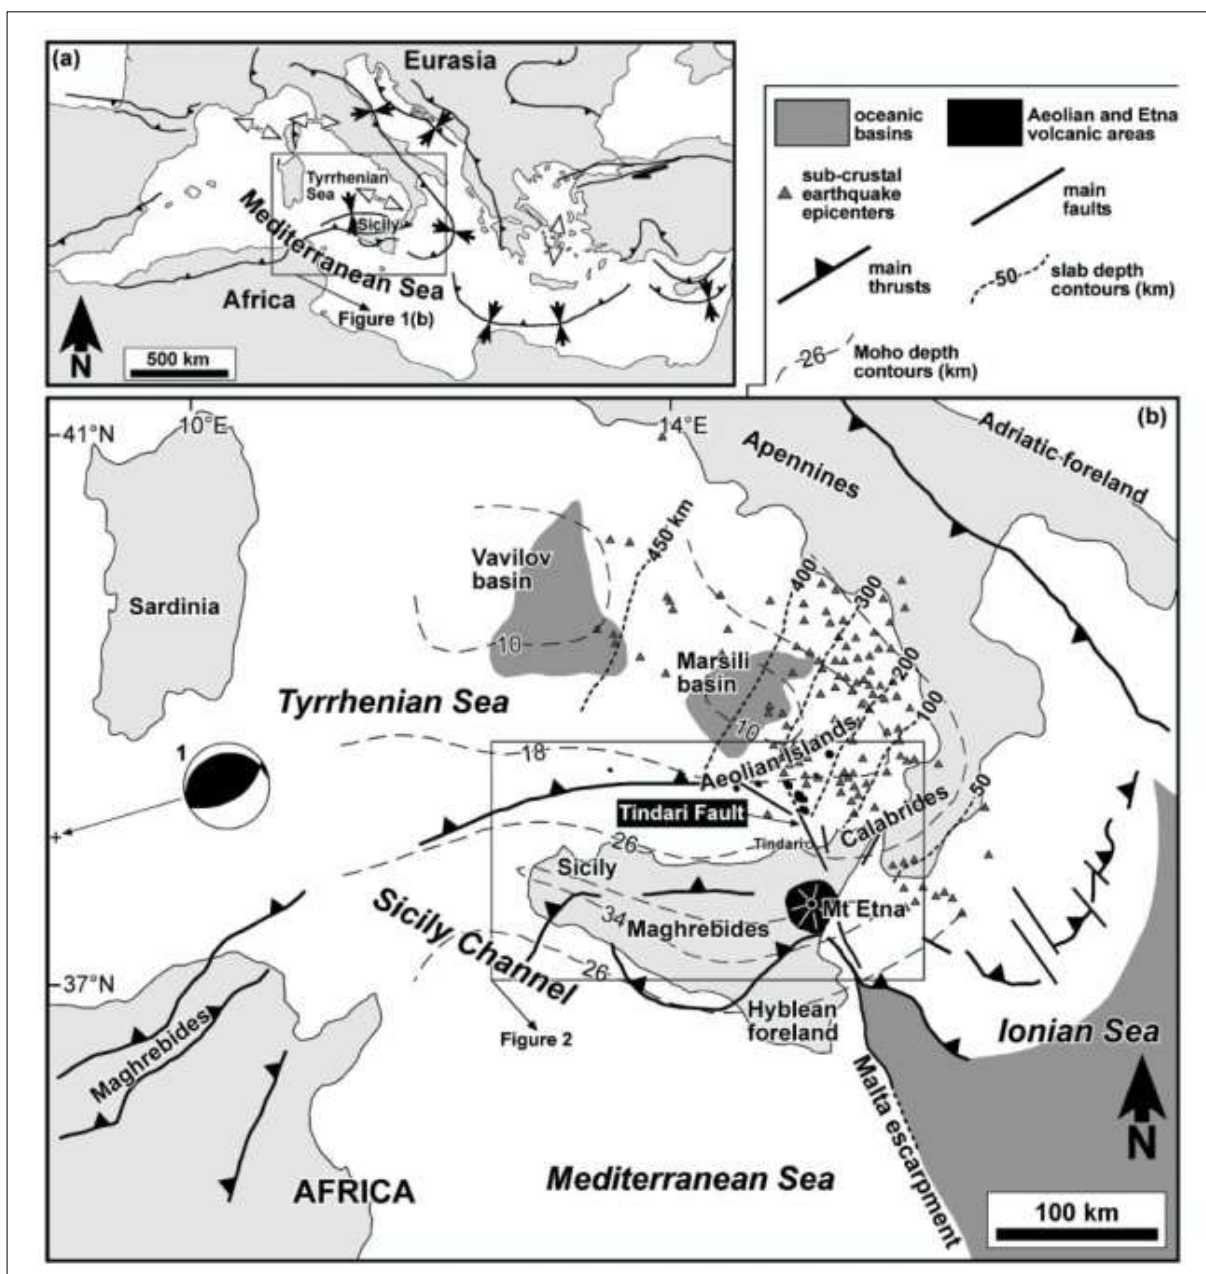 (a)
Eurasia
Tyrrhenian
Sea
Sicily
Mediterranean Sea
Africa
Figure 1(b)
N
500 km
oceanic
basins
Aeolian and Etna
volcanic areas
sub-crustal
earthquake
epicenters
main
faults
main
thrusts
50
slab depth
contours (km)
26
Moho depth
contours (km)
(b)
10°E
14°E
41°N
Apennines
Adriatic foreland
Vavilov
basin
450 km
400
300
200
100
50
Sardinia
10
Marsili
basin
10
Tyrrhenian Sea
18
Aeolian Islands
1
Tindari Fault
Calabrides
26
Tindari
Sicily
Mt Etna
34
Maghrebides
Sicily Channel
26
37°N
Hyblean
foreland
Figure 2
Ionian Sea
Maghrebides
Malta escarpment
N
AFRICA
Mediterranean Sea
100 km